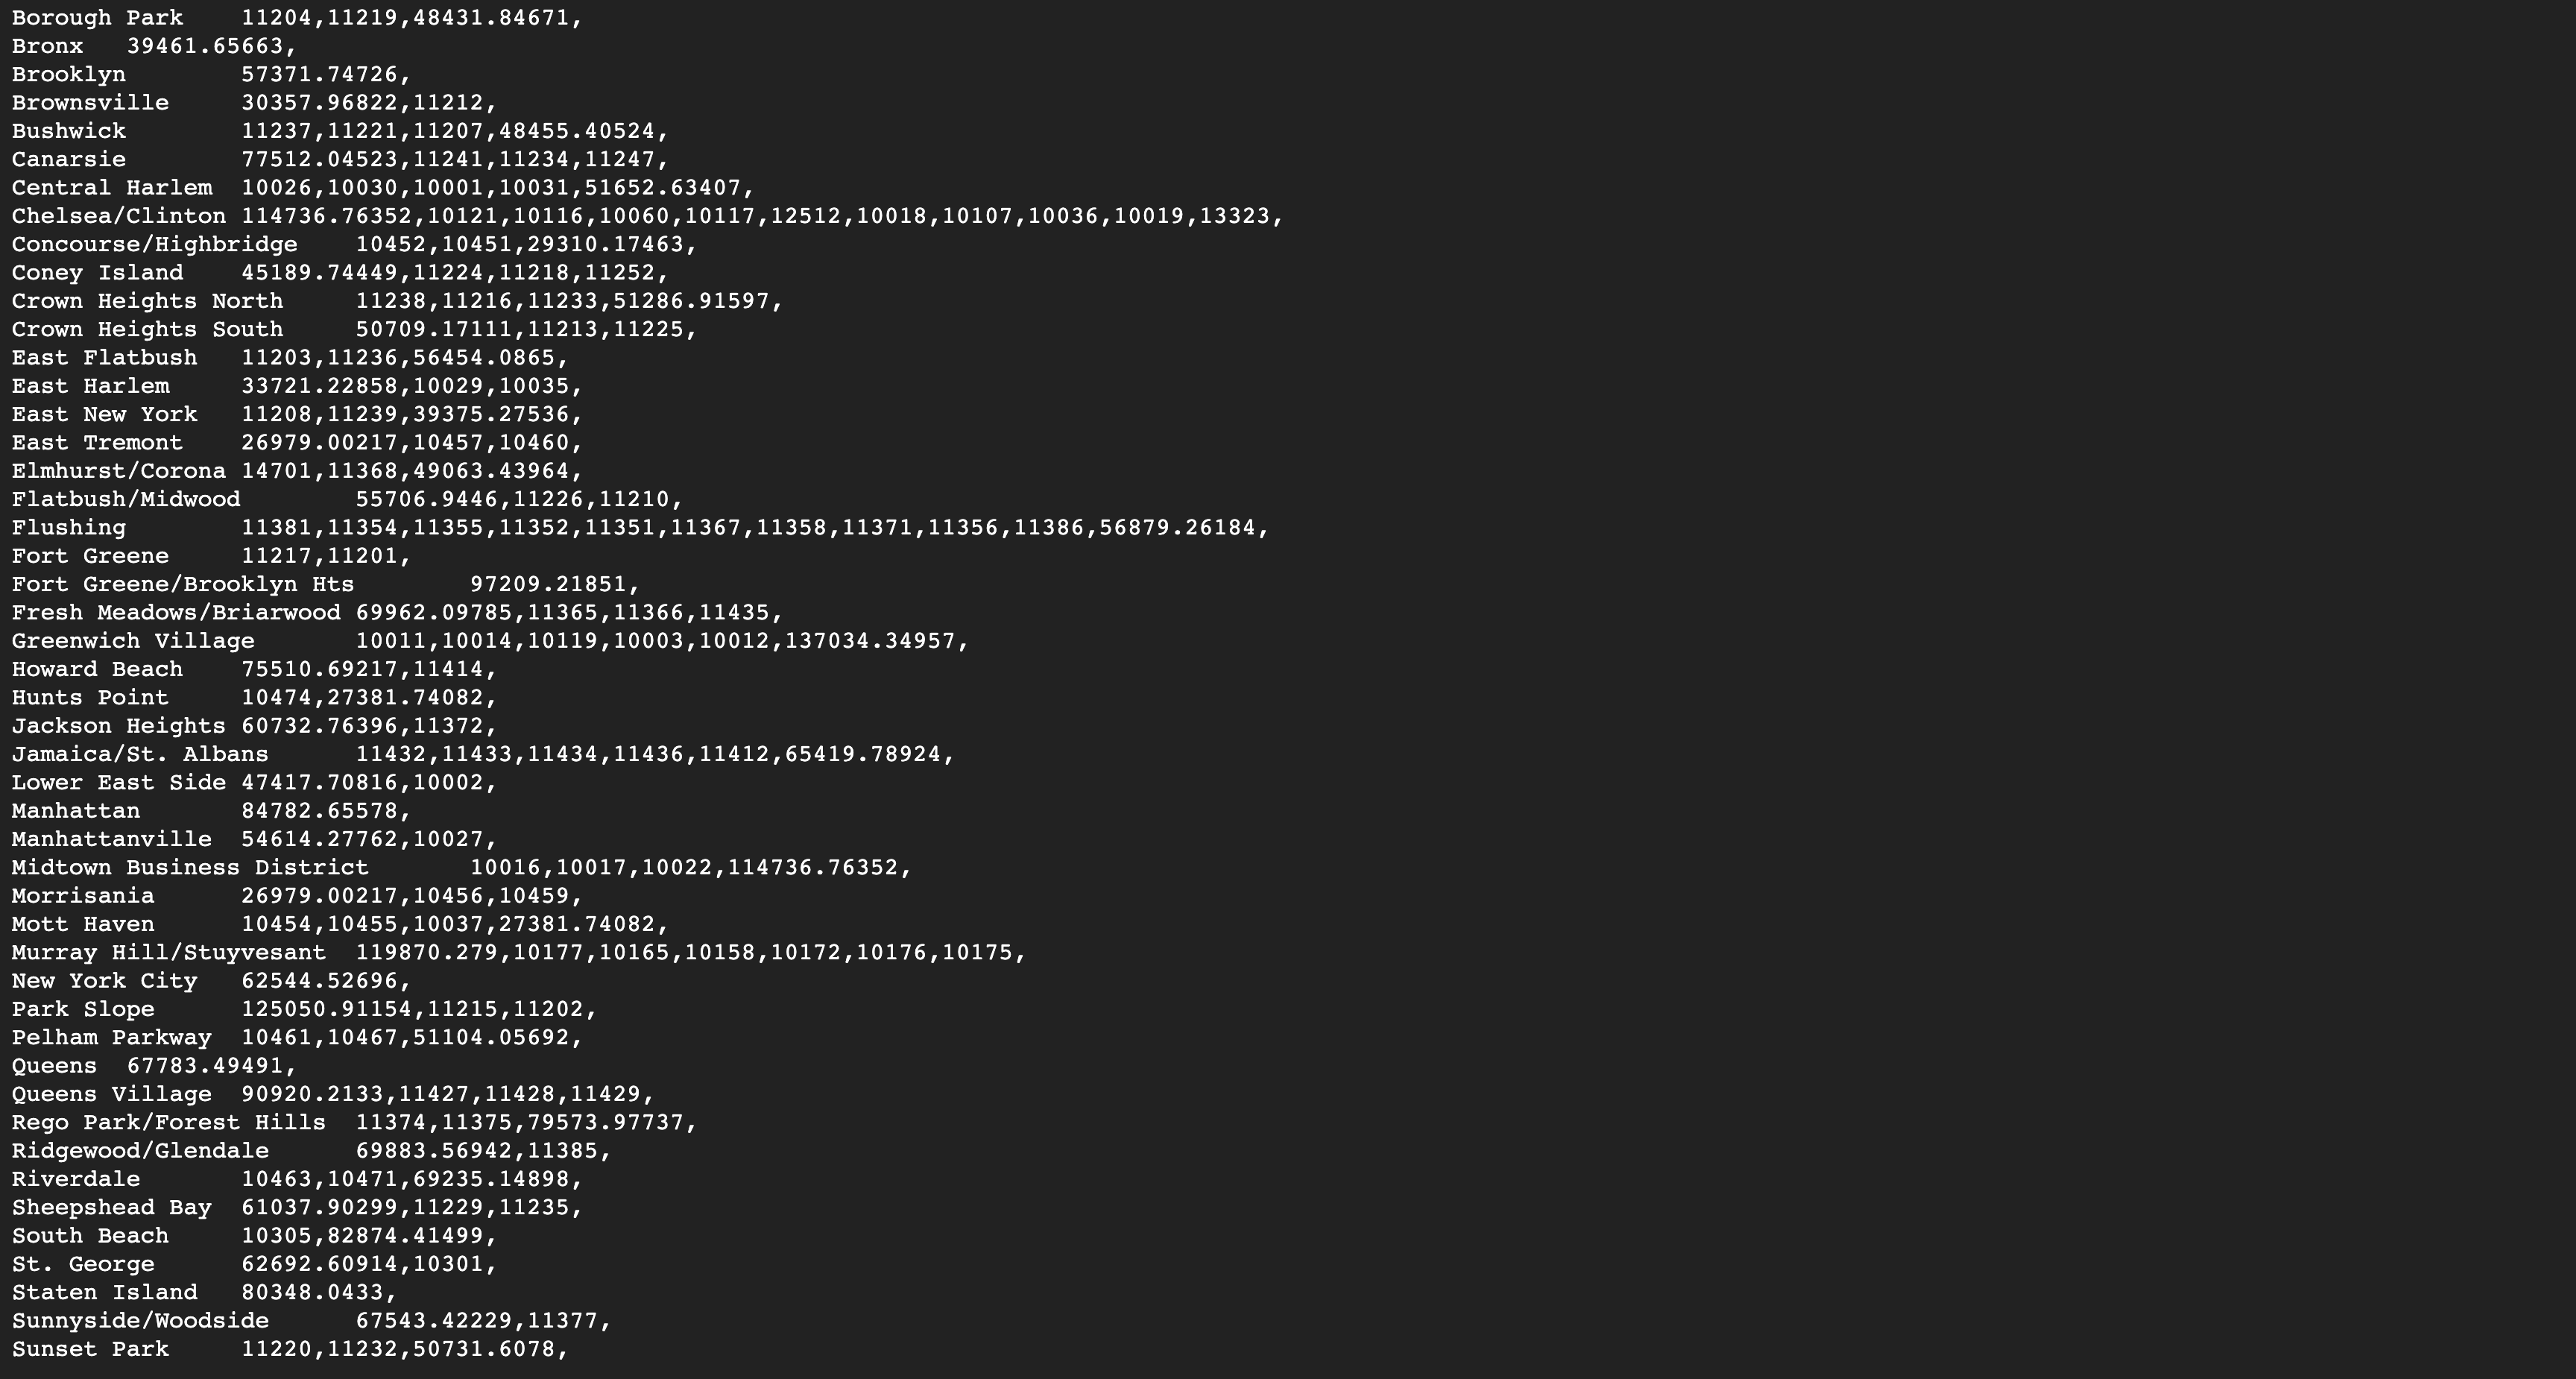 Borough Park	11204,11219,48431.84671,
Bronx	39461.65663,
Brooklyn	57371.74726,
Brownsville	30357.96822,11212,
Bushwick	11237,11221,11207,48455.40524,
Canarsie	77512.04523,11241,11234,11247,
Central Harlem	10026,10030,10001,10031,51652.63407,
Chelsea/Clinton	114736.76352,10121,10116,10060,10117,12512,10018,10107,10036,10019,13323,
Concourse/Highbridge	10452,10451,29310.17463,
Coney Island	45189.74449,11224,11218,11252,
Crown Heights North	11238,11216,11233,51286.91597,
Crown Heights South	50709.17111,11213,11225,
East Flatbush	11203,11236,56454.0865,
East Harlem	33721.22858,10029,10035,
East New York	11208,11239,39375.27536,
East Tremont	26979.00217,10457,10460,
Elmhurst/Corona	14701,11368,49063.43964,
Flatbush/Midwood	55706.9446,11226,11210,
Flushing	11381,11354,11355,11352,11351,11367,11358,11371,11356,11386,56879.26184,
Fort Greene	11217,11201,
Fort Greene/Brooklyn Hts	97209.21851,
Fresh Meadows/Briarwood	69962.09785,11365,11366,11435,
Greenwich Village	10011,10014,10119,10003,10012,137034.34957,
Howard Beach	75510.69217,11414,
Hunts Point	10474,27381.74082,
Jackson Heights	60732.76396,11372,
Jamaica/St. Albans	11432,11433,11434,11436,11412,65419.78924,
Lower East Side	47417.70816,10002,
Manhattan	84782.65578,
Manhattanville	54614.27762,10027,
Midtown Business District	10016,10017,10022,114736.76352,
Morrisania	26979.00217,10456,10459,
Mott Haven	10454,10455,10037,27381.74082,
Murray Hill/Stuyvesant	119870.279,10177,10165,10158,10172,10176,10175,
New York City	62544.52696,
Park Slope	125050.91154,11215,11202,
Pelham Parkway	10461,10467,51104.05692,
Queens	67783.49491,
Queens Village	90920.2133,11427,11428,11429,
Rego Park/Forest Hills	11374,11375,79573.97737,
Ridgewood/Glendale	69883.56942,11385,
Riverdale	10463,10471,69235.14898,
Sheepshead Bay	61037.90299,11229,11235,
South Beach	10305,82874.41499,
St. George	62692.60914,10301,
Staten Island	80348.0433,
Sunnyside/Woodside	67543.42229,11377,
Sunset Park	11220,11232,50731.6078,